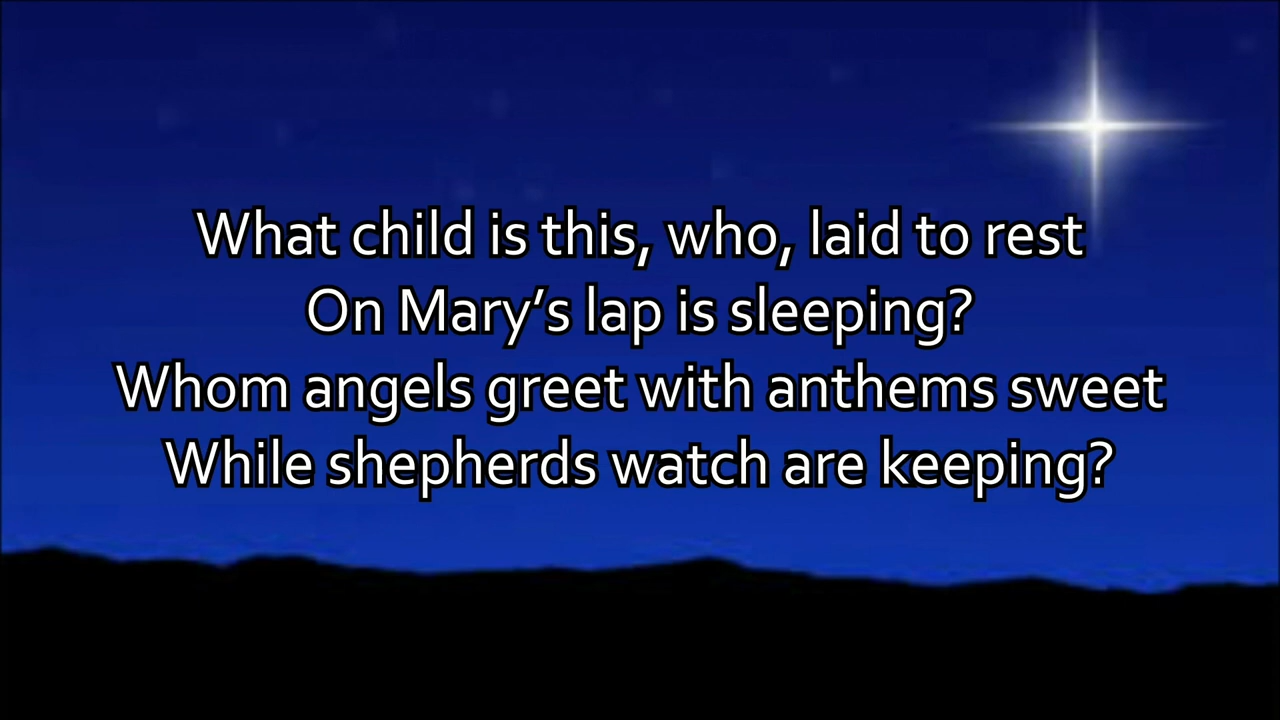 What child is this, who, laid to rest
On Mary’s lap is sleeping?
Whom angels greet with anthems sweet
While shepherds watch are keeping?